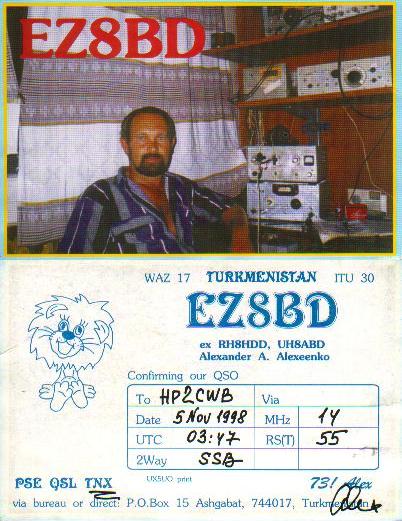 EZ8BD
WAZ 17 TURKMENISTAN ITU 30
EZ8BD
ex RH8HDD, UH8ABD
Alexander A. Alexeenko
Confirming our QSO
To HP2CWB Via
Date 5 Nov 1998 MHz 14
UTC 03:47 RS(T) 55
2Way SSB
UX5UO print
PSE QSL TNX 73! Alex
via bureau or direct: P.O.Box 15 Ashgabat, 744017, Turkmenistan